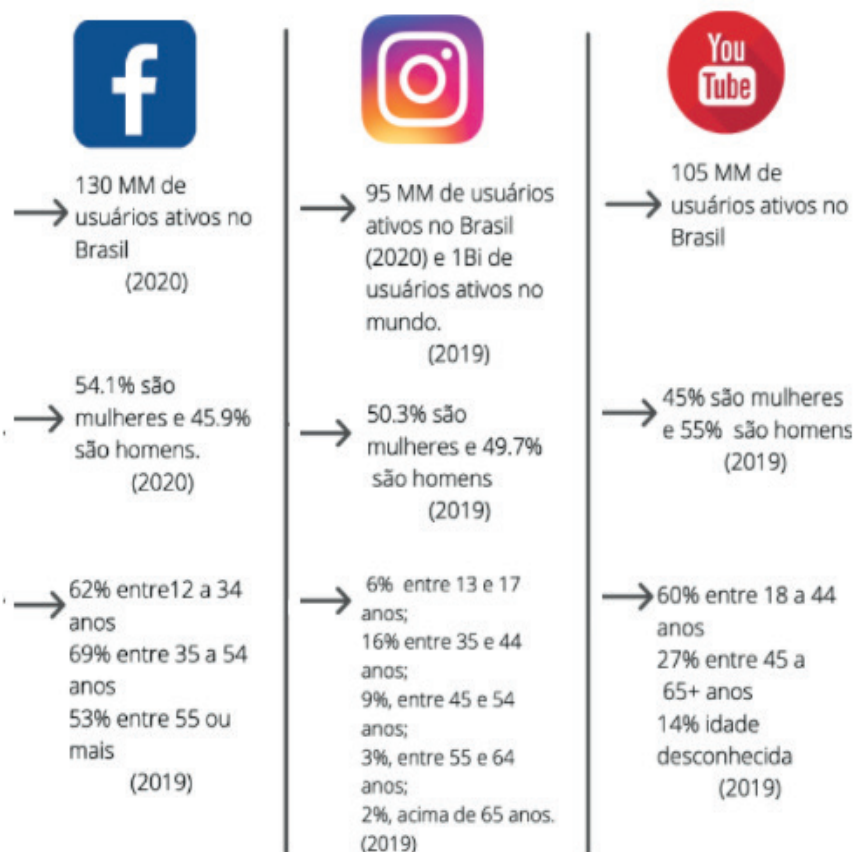 f
130 MM de
usuários ativos no
Brasil
(2020)
54.1% são
mulheres e 45.9%
são homens.
(2020)
62% entre12 a 34
anos
69% entre 35 a 54
anos
53% entre 55 ou
mais
(2019)
95 MM de usuários
ativos no Brasil
(2020) e 1Bi de
usuários ativos no
mundo.
(2019)
50.3% são
mulheres e 49.7%
são homens
(2019)
6% entre 13 e 17
anos;
16% entre 35 e 44
anos;
9%, entre 45 e 54
anos;
3%, entre 55 e 64
anos;
2%, acima de 65 anos.
(2019)
You
Tube
105 MM de
usuários ativos no
Brasil
45% são mulheres
e 55% são homens
(2019)
60% entre 18 a 44
anos
27% entre 45 a
65+ anos
14% idade
desconhecida
(2019)